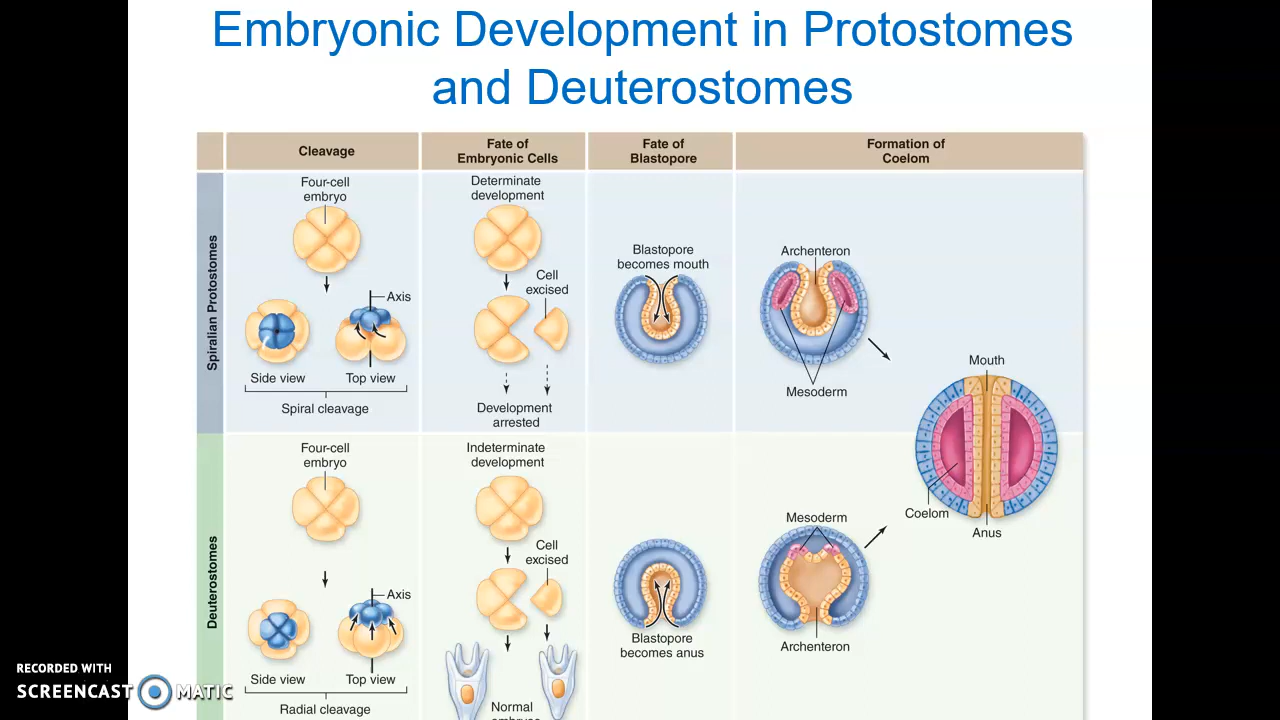 Embryonic Development in Protostomes
and Deuterostomes
Cleavage
Fate of
Embryonic Cells
Fate of
Blastopore
Formation of
Coelom
Spiralian Protostomes
Four-cell
embryo
Axis
Side view
Top view
Spiral cleavage
Determinate
development
Cell
excised
Development
arrested
Blastopore
becomes mouth
Archenteron
Mesoderm
Mouth
Coelom
Anus
Deuterostomes
Four-cell
embryo
Axis
Side view
Top view
Radial cleavage
Indeterminate
development
Cell
excised
Normal
Blastopore
becomes anus
Mesoderm
Archenteron
RECORDED WITH
SCREENCAST MATIC